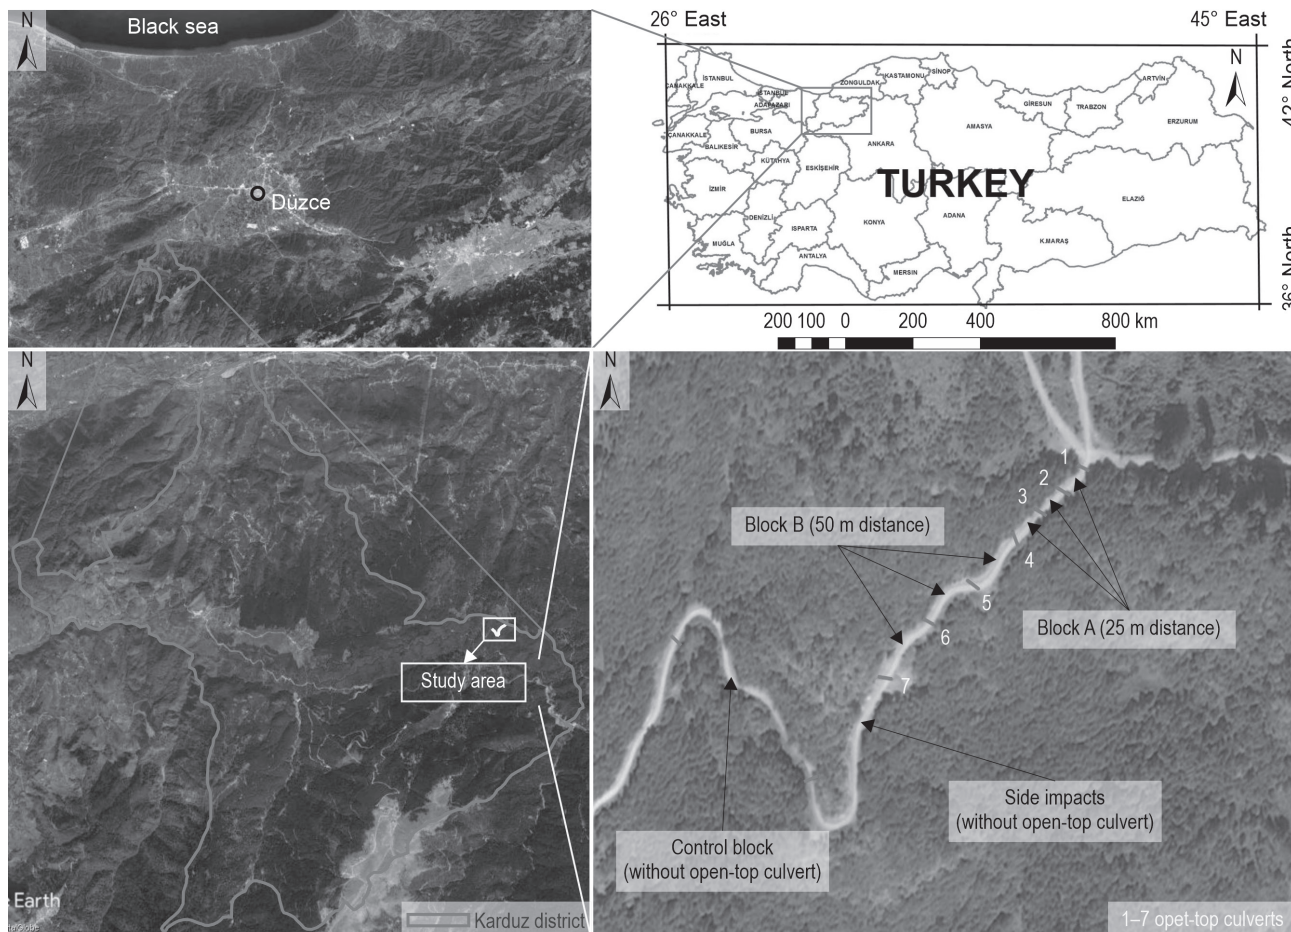 N
Black sea
Düzce
26° East
45° East
N
42° North
36° North
İSTANBUL
ÇANAKKALE
İSTANBUL
ADAPAZARI
ZONGULDAK
KASTAMONU
SİNOP
ARTVİN
GİRESUN
TRABZON
ERZURUM
AMASYA
ÇANAKKALE
BURSA
BALIKESİR
ANKARA
KÜTAHYA
ESKİŞEHİR
TURKEY
İZMİR
ELAZIĞ
DENİZLİ
ISPARTA
KONYA
ADANA
MUĞLA
ANTALYA
K.MARAŞ
MERSİN
200 100 0 200 400 800 km
N
Study area
Earth
Karduz district
N
1
2
3
4
5
6
7
Block B (50 m distance)
Block A (25 m distance)
Side impacts
(without open-top culvert)
Control block
(without open-top culvert)
1–7 opet-top culverts